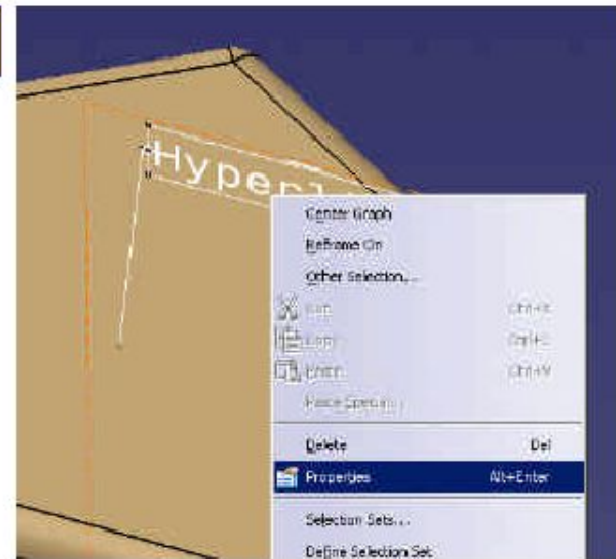 Hyperl
Center Graph
Reframe On
Other Selection...
Cut Ctrl+X
Copy Ctrl+C
Paste Ctrl+V
Paste Special...
Delete Del
Properties Alt+Enter
Selection Sets...
Define Selection Set